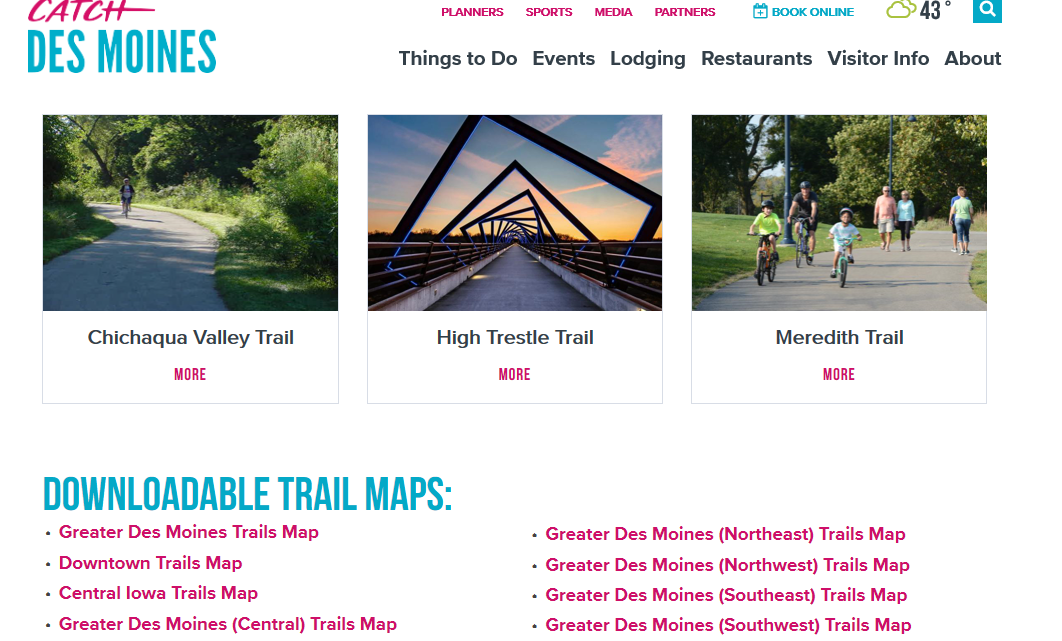 CATCH
DES MOINES
PLANNERS SPORTS MEDIA PARTNERS BOOK ONLINE 43°
Things to Do Events Lodging Restaurants Visitor Info About
Chichaqua Valley Trail
MORE
High Trestle Trail
MORE
Meredith Trail
MORE
DOWNLOADABLE TRAIL MAPS:
• Greater Des Moines Trails Map
• Downtown Trails Map
• Central Iowa Trails Map
• Greater Des Moines (Central) Trails Map
• Greater Des Moines (Northeast) Trails Map
• Greater Des Moines (Northwest) Trails Map
• Greater Des Moines (Southeast) Trails Map
• Greater Des Moines (Southwest) Trails Map